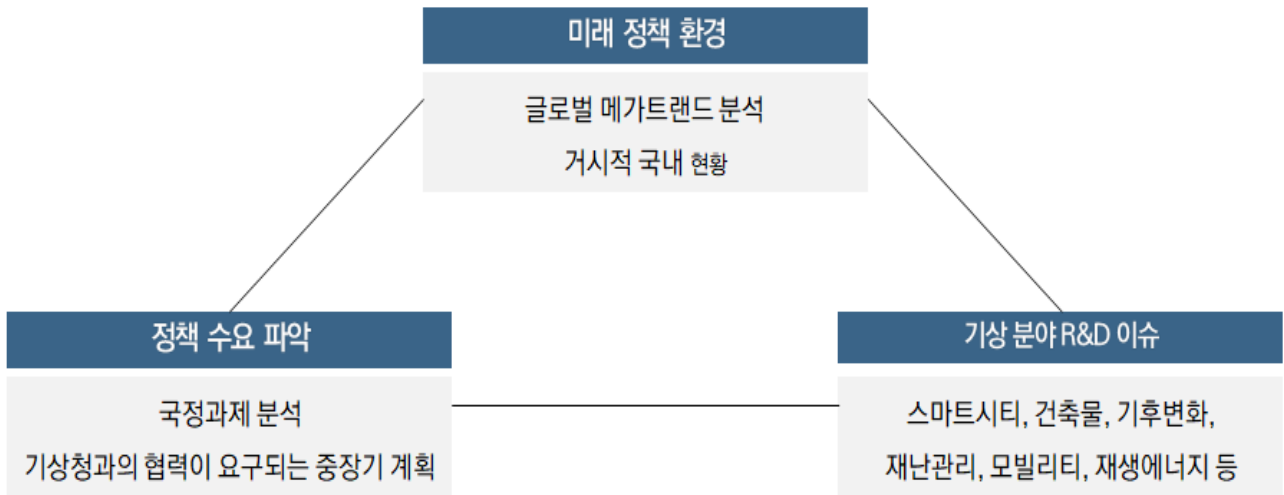 미래 정책 환경
글로벌 메가트랜드 분석
거시적 국내 현황
정책 수요 파악
국정과제 분석
기상청과의 협력이 요구되는 중장기 계획
기상 분야 R&D 이슈
스마트시티, 건축물, 기후변화,
재난관리, 모빌리티, 재생에너지 등